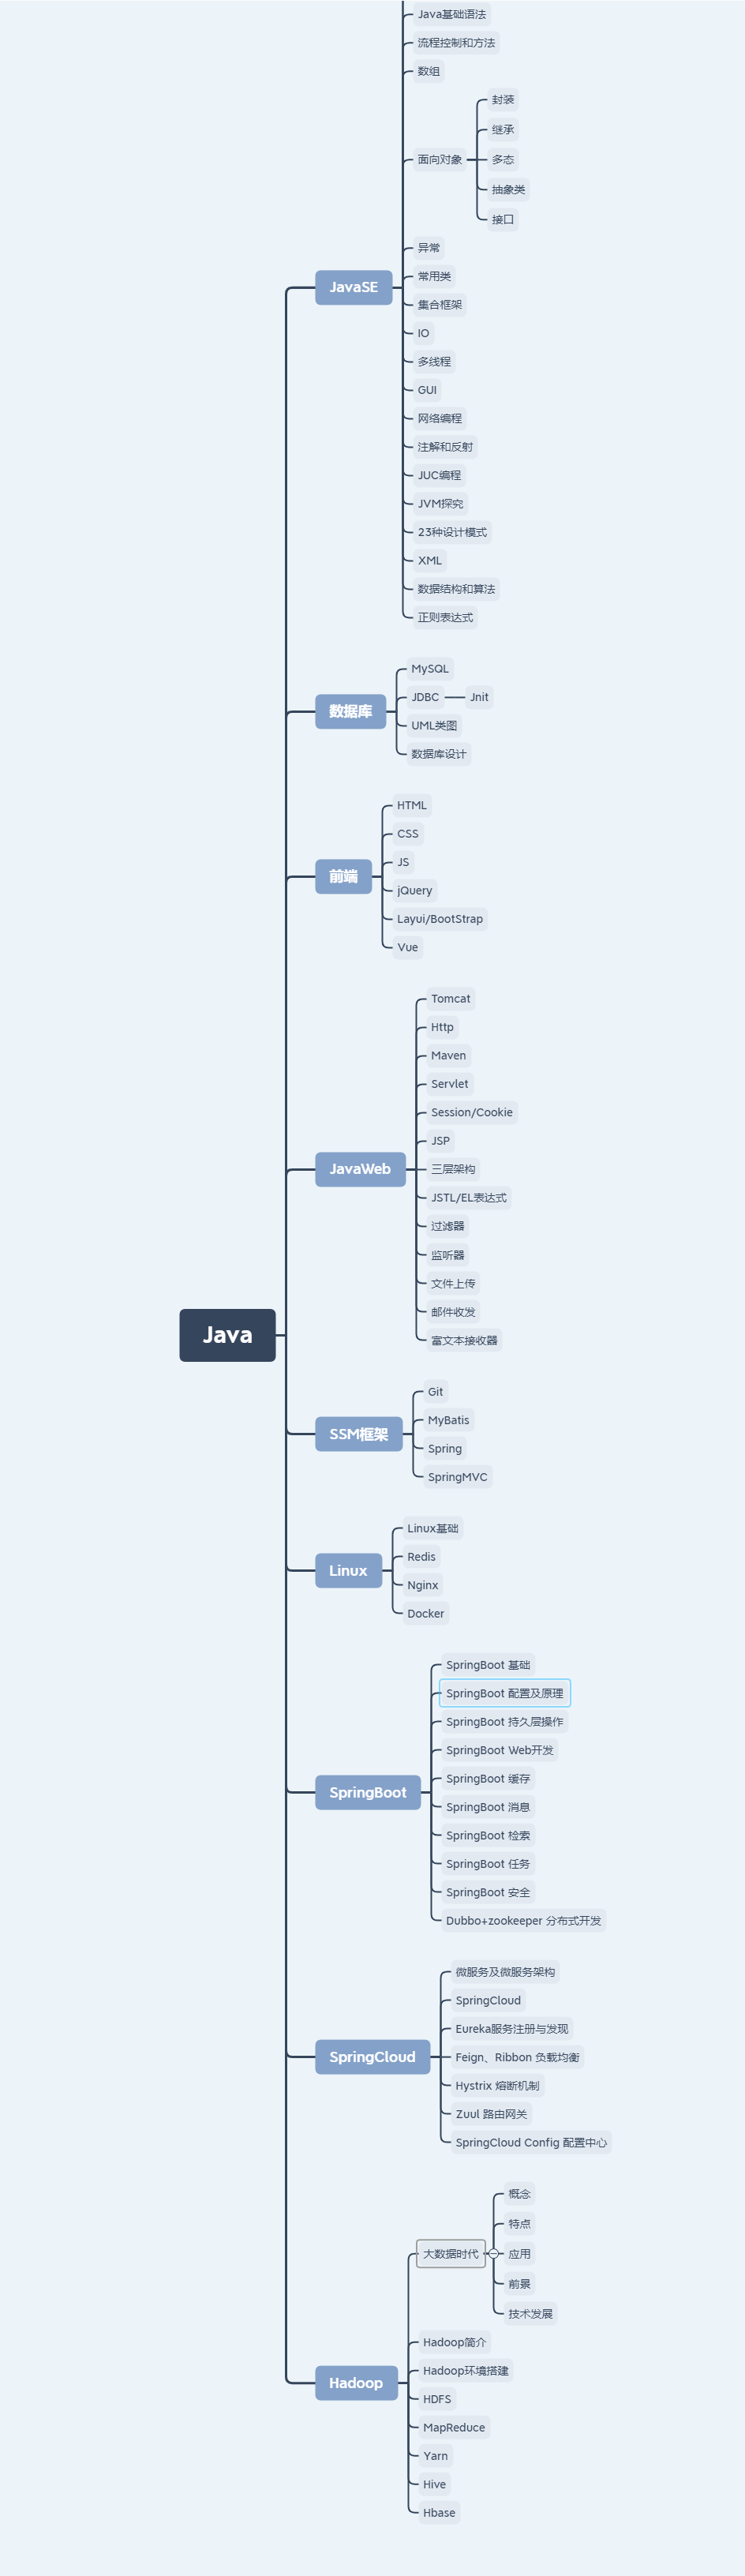 Java
JavaSE
Java基础语法
流程控制和方法
数组
面向对象
封装
继承
多态
抽象类
接口
异常
常用类
集合框架
IO
多线程
GUI
网络编程
注解和反射
JUC编程
JVM探究
23种设计模式
XML
数据结构和算法
正则表达式
数据库
MySQL
JDBC
Jnit
UML类图
数据库设计
前端
HTML
CSS
JS
jQuery
Layui/BootStrap
Vue
JavaWeb
Tomcat
Http
Maven
Servlet
Session/Cookie
JSP
三层架构
JSTL/EL表达式
过滤器
监听器
文件上传
邮件收发
富文本接收器
SSM框架
Git
MyBatis
Spring
SpringMVC
Linux
Linux基础
Redis
Nginx
Docker
SpringBoot
SpringBoot 基础
SpringBoot 配置及原理
SpringBoot 持久层操作
SpringBoot Web开发
SpringBoot 缓存
SpringBoot 消息
SpringBoot 检索
SpringBoot 任务
SpringBoot 安全
Dubbo+zookeeper 分布式开发
SpringCloud
微服务及微服务架构
SpringCloud
Eureka服务注册与发现
Feign、Ribbon 负载均衡
Hystrix 熔断机制
Zuul 路由网关
SpringCloud Config 配置中心
Hadoop
大数据时代
概念
特点
应用
前景
技术发展
Hadoop简介
Hadoop环境搭建
HDFS
MapReduce
Yarn
Hive
Hbase